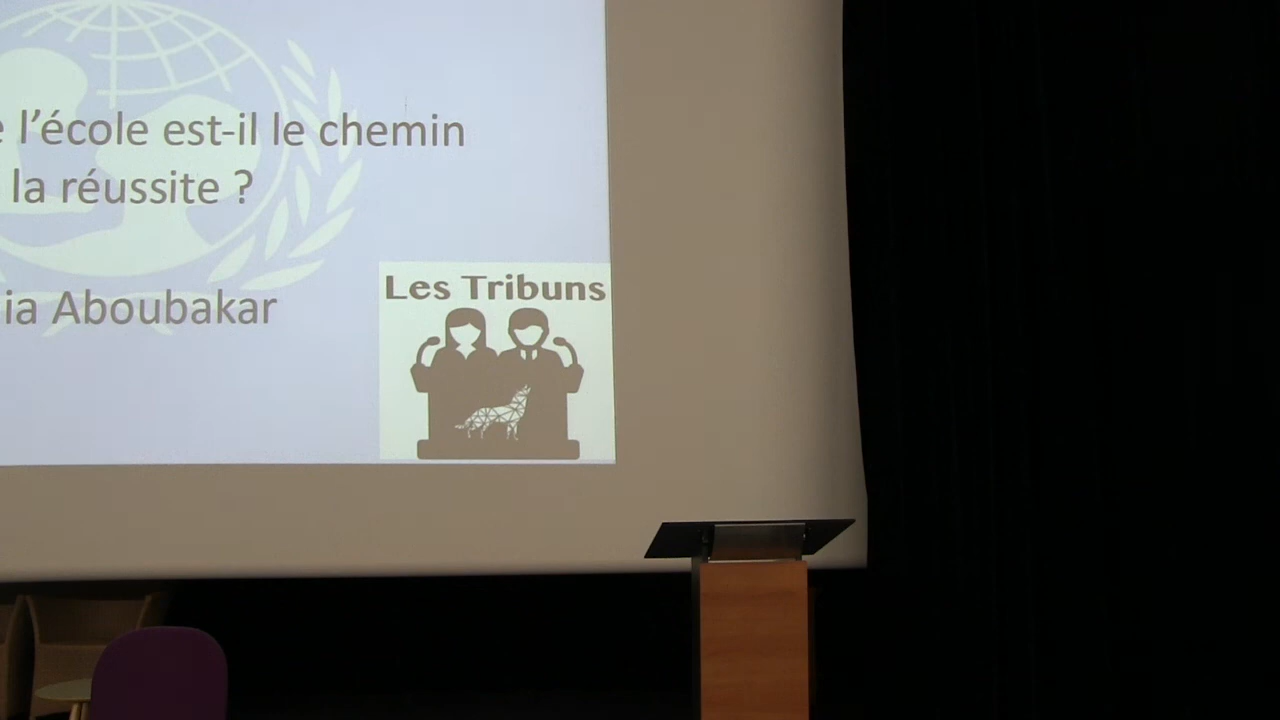 l’école est-il le chemin
la réussite ?
Aboubakar
Les Tribuns